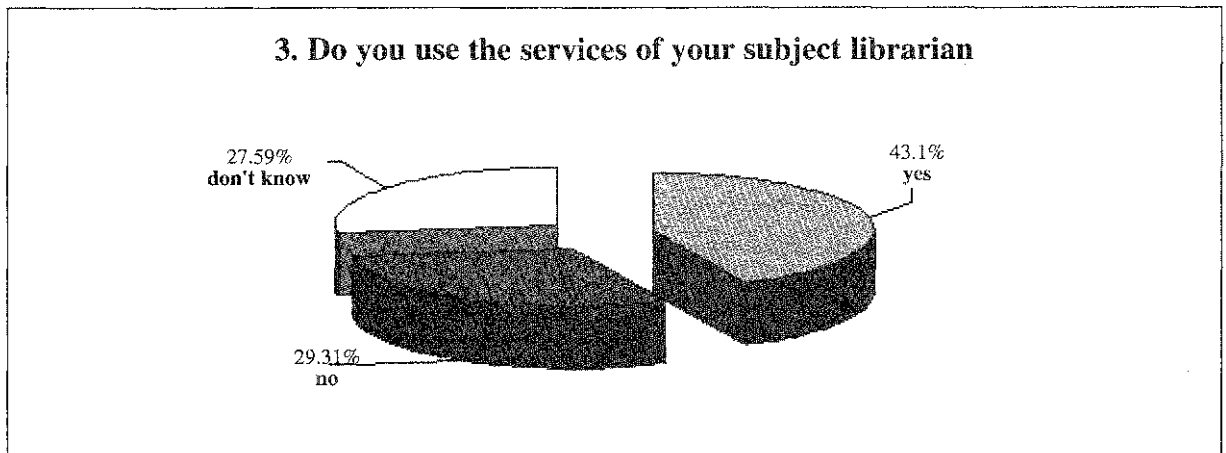 3. Do you use the services of your subject librarian
27.59%
don't know
43.1%
yes
29.31%
no